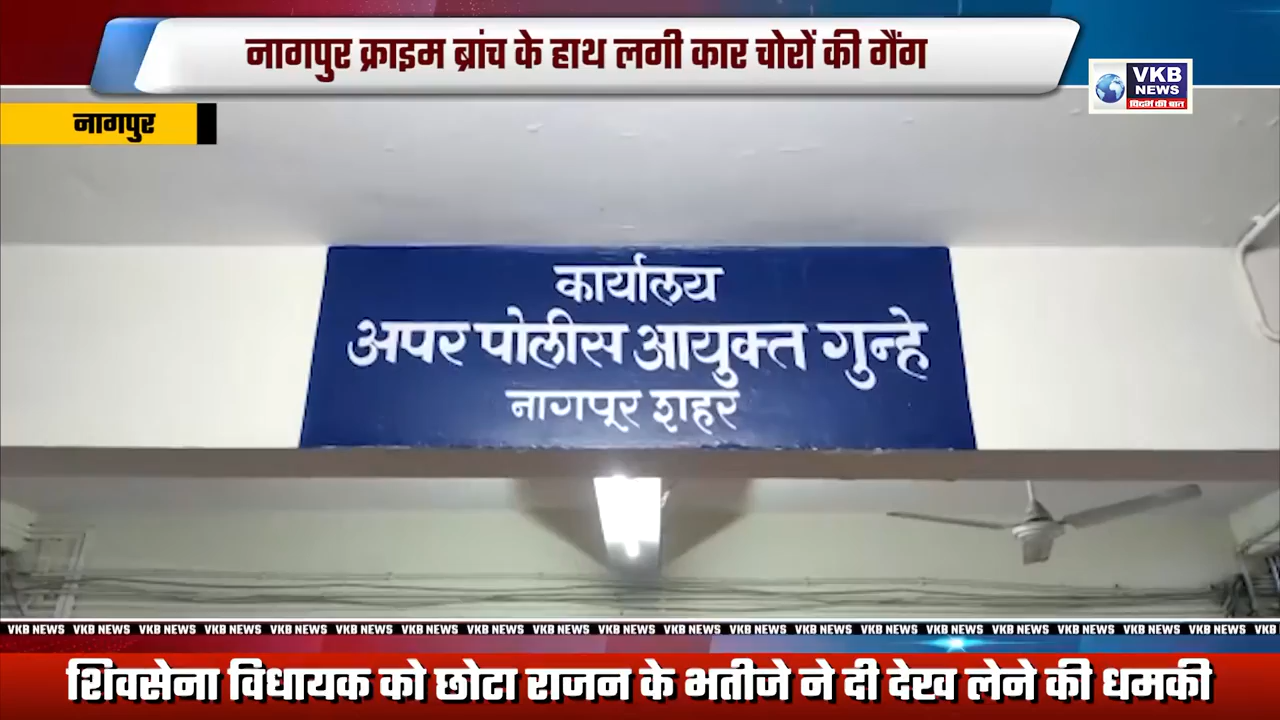 नागपुर क्राइम ब्रांच के हाथ लगी कार चोरों की गैंग
VKB
NEWS
विदर्भ की बात
नागपुर
कार्यालय
अपर पोलीस आयुक्त गुन्हे
नागपूर शहर
VKB NEWS VKB NEWS VKB NEWS VKB NEWS VKB NEWS VKB NEWS VKB NEWS VKB NEWS VKB NEWS VKB NEWS VKB NEWS VKB NEWS VKB NEWS VKB NEWS VKB NEWS VKB NEWS VKB NEWS VKB NEWS VKB NEWS VKB
शिवसेना विधायक को छोटा राजन के भतीजे ने दी देख लेने की धमकी